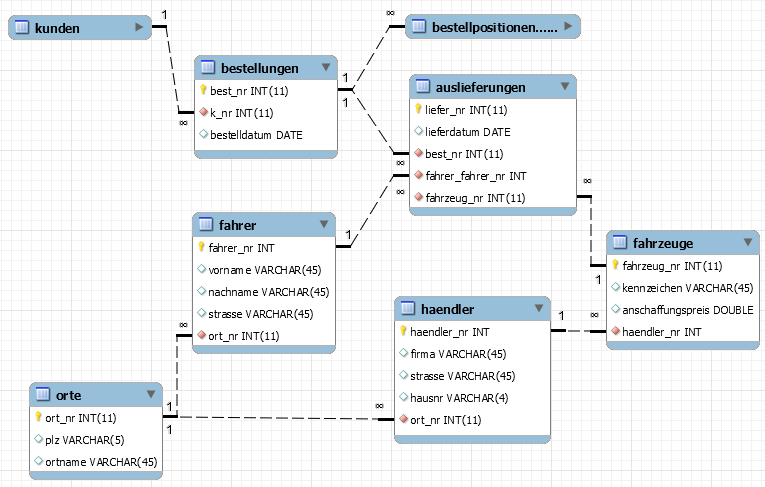 kunden
1
∞
bestellpositionen......
bestellungen
best_nr INT(11)
k_nr INT(11)
bestelldatum DATE
∞
1
1
auslieferungen
liefer_nr INT(11)
lieferdatum DATE
best_nr INT(11)
fahrer_fahrer_nr INT
fahrzeug_nr INT(11)
∞
∞
∞
1
fahrer
fahrer_nr INT
vorname VARCHAR(45)
nachname VARCHAR(45)
strasse VARCHAR(45)
ort_nr INT(11)
1
∞
fahrzeuge
fahrzeug_nr INT(11)
kennzeichen VARCHAR(45)
anschaffungspreis DOUBLE
haendler_nr INT
haendler
haendler_nr INT
firma VARCHAR(45)
strasse VARCHAR(45)
hausnr VARCHAR(4)
ort_nr INT(11)
1
∞
orte
ort_nr INT(11)
plz VARCHAR(5)
ortname VARCHAR(45)
1
1
∞